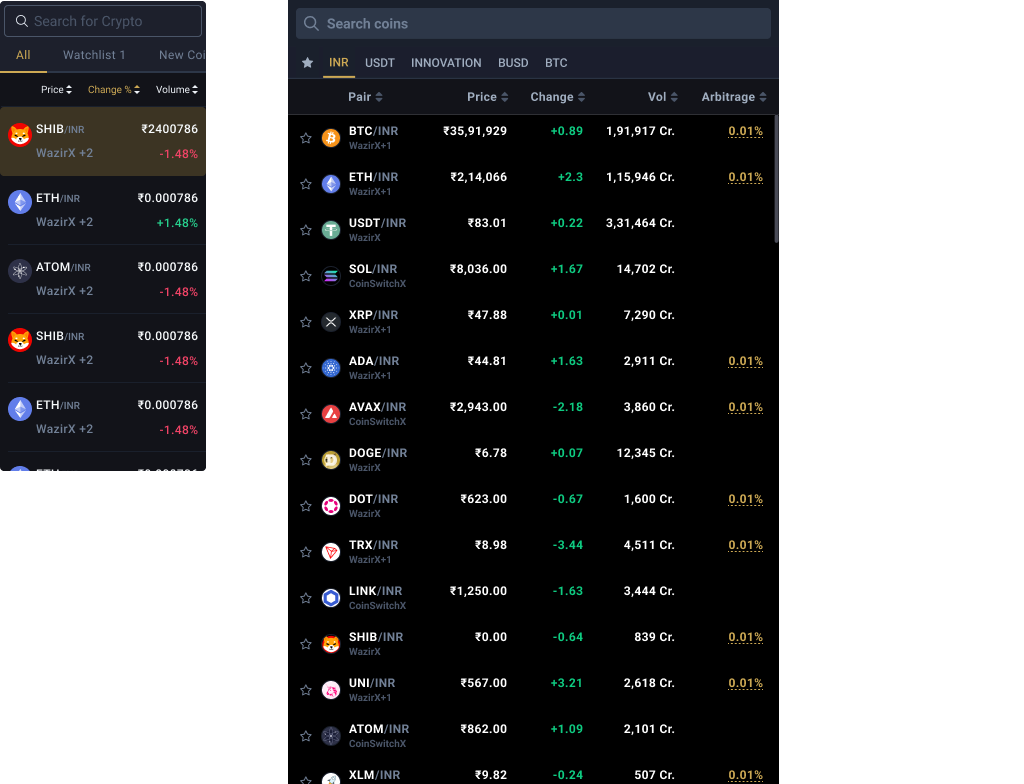 Search for Crypto
All Watchlist 1 New Coi
Price Change % Volume
SHIB/INR ₹2400786
WazirX +2 -1.48%
ETH/INR ₹0.000786
WazirX +2 +1.48%
ATOM/INR ₹0.000786
WazirX +2 -1.48%
SHIB/INR ₹0.000786
WazirX +2 -1.48%
ETH/INR ₹0.000786
WazirX +2 -1.48%
Search coins
INR USDT INNOVATION BUSD BTC
Pair Price Change Vol Arbitrage
BTC/INR ₹35,91,929 +0.89 1,91,917 Cr. 0.01%
WazirX+1
ETH/INR ₹2,14,066 +2.3 1,15,946 Cr. 0.01%
WazirX+1
USDT/INR ₹83.01 +0.22 3,31,464 Cr.
WazirX
SOL/INR ₹8,036.00 +1.67 14,702 Cr.
CoinSwitchX
XRP/INR ₹47.88 +0.01 7,290 Cr.
WazirX+1
ADA/INR ₹44.81 +1.63 2,911 Cr. 0.01%
WazirX+1
AVAX/INR ₹2,943.00 -2.18 3,860 Cr. 0.01%
CoinSwitchX
DOGE/INR ₹6.78 +0.07 12,345 Cr.
WazirX
DOT/INR ₹623.00 -0.67 1,600 Cr. 0.01%
WazirX
TRX/INR ₹8.98 -3.44 4,511 Cr. 0.01%
WazirX+1
LINK/INR ₹1,250.00 -1.63 3,444 Cr.
CoinSwitchX
SHIB/INR ₹0.00 -0.64 839 Cr. 0.01%
WazirX
UNI/INR ₹567.00 +3.21 2,618 Cr. 0.01%
WazirX+1
ATOM/INR ₹862.00 +1.09 2,101 Cr.
CoinSwitchX
XLM/INR ₹9.82 -0.24 507 Cr. 0.01%